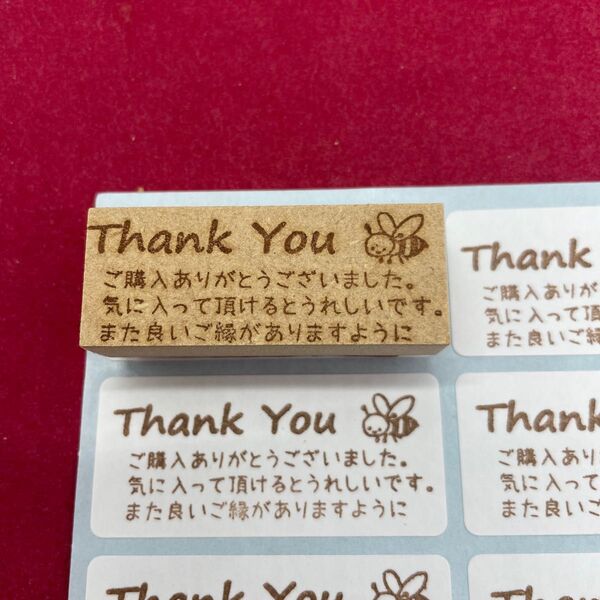 Thank You
ご購入ありがとうございました。
気に入って頂けるとうれしいです。
また良いご縁がありますように
Thank
ご購入ありが
気に入って頂
また良いご縁
Thank You
ご購入ありがとうございました。
気に入って頂けるとうれしいです。
また良いご縁がありますように
Thank
ご購入あり
気に入って
また良いご
Thank You
Thank